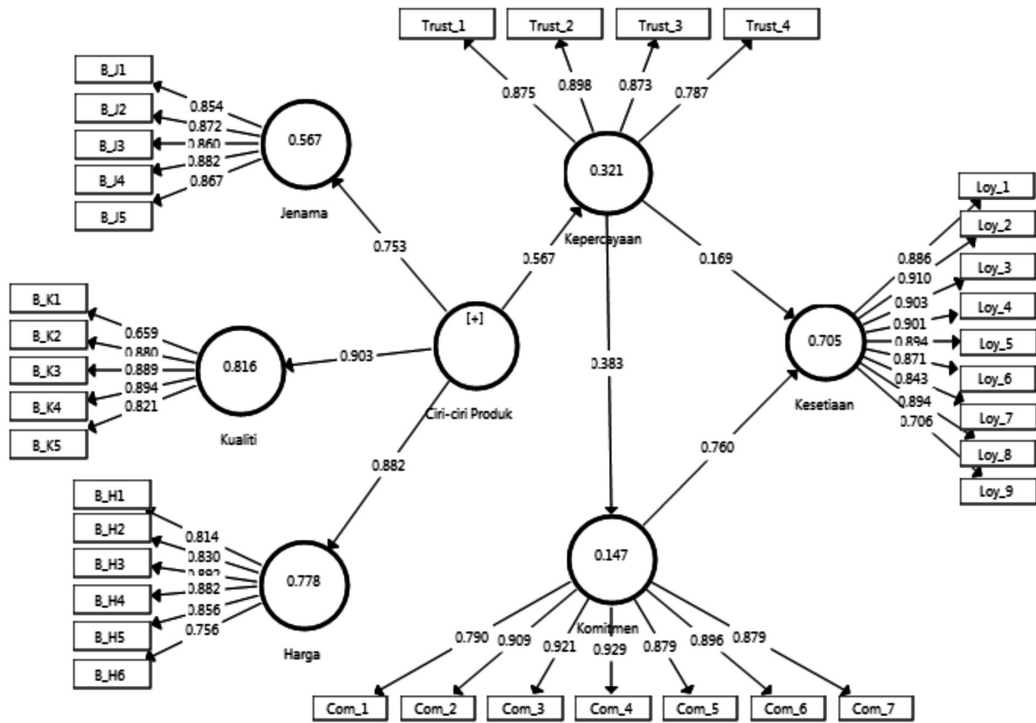 Trust_1
Trust_2
Trust_3
Trust_4
0.875
0.898
0.873
0.787
B_J1
B_J2
B_J3
B_J4
B_J5
0.854
0.872
0.860
0.882
0.867
0.567
Jenama
0.321
Kepercayaan
0.753
0.567
0.169
B_K1
B_K2
B_K3
B_K4
B_K5
0.659
0.880
0.889
0.894
0.821
0.816
Kualiti
0.903
[+]
Ciri-ciri Produk
0.383
0.705
Kesetiaan
0.886
0.910
0.903
0.901
0.894
0.871
0.843
0.894
0.706
Loy_1
Loy_2
Loy_3
Loy_4
Loy_5
Loy_6
Loy_7
Loy_8
Loy_9
0.882
0.760
B_H1
B_H2
B_H3
B_H4
B_H5
B_H6
0.814
0.830
0.882
0.856
0.756
0.778
Harga
0.147
Komitmen
0.790
0.909
0.921
0.929
0.879
0.896
0.879
Com_1
Com_2
Com_3
Com_4
Com_5
Com_6
Com_7